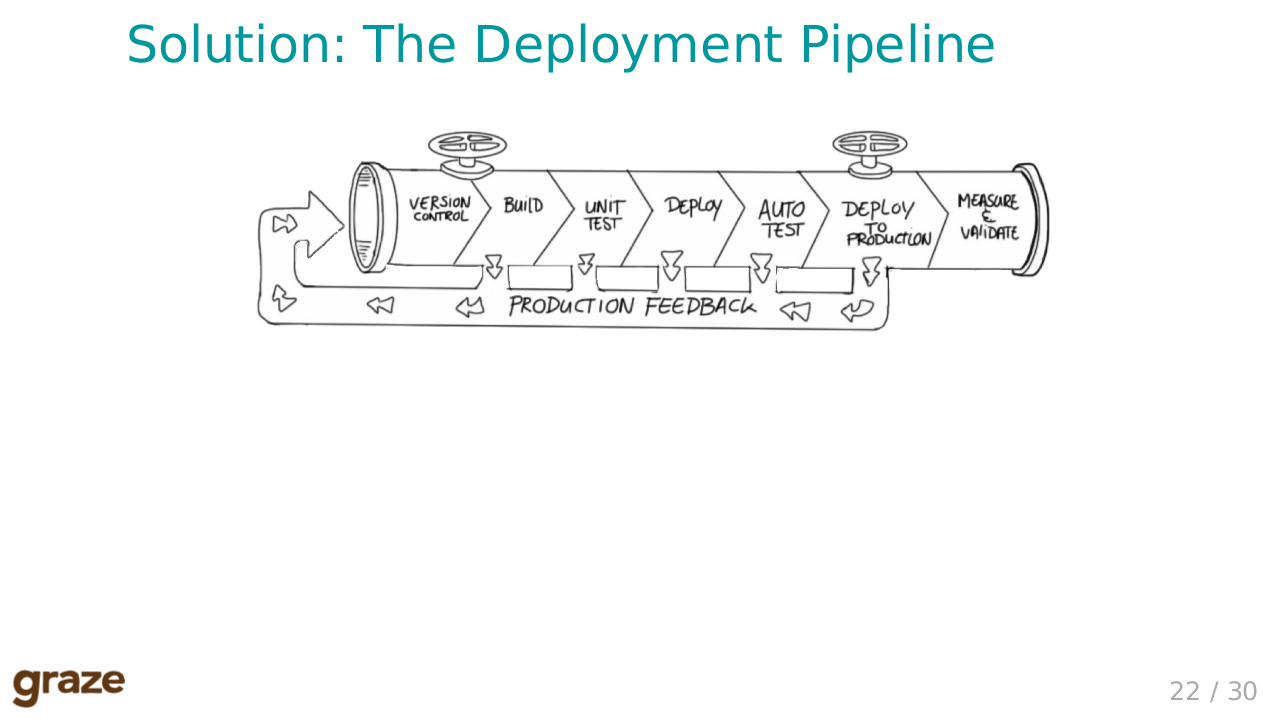 Solution: The Deployment Pipeline
VERSION
CONTROL
BUILD
UNIT
TEST
DEPLOY
AUTO
TEST
DEPLOY
TO
PRODUCTION
MEASURE
&
VALIDATE
PRODUCTION FEEDBACK
graze
22 / 30